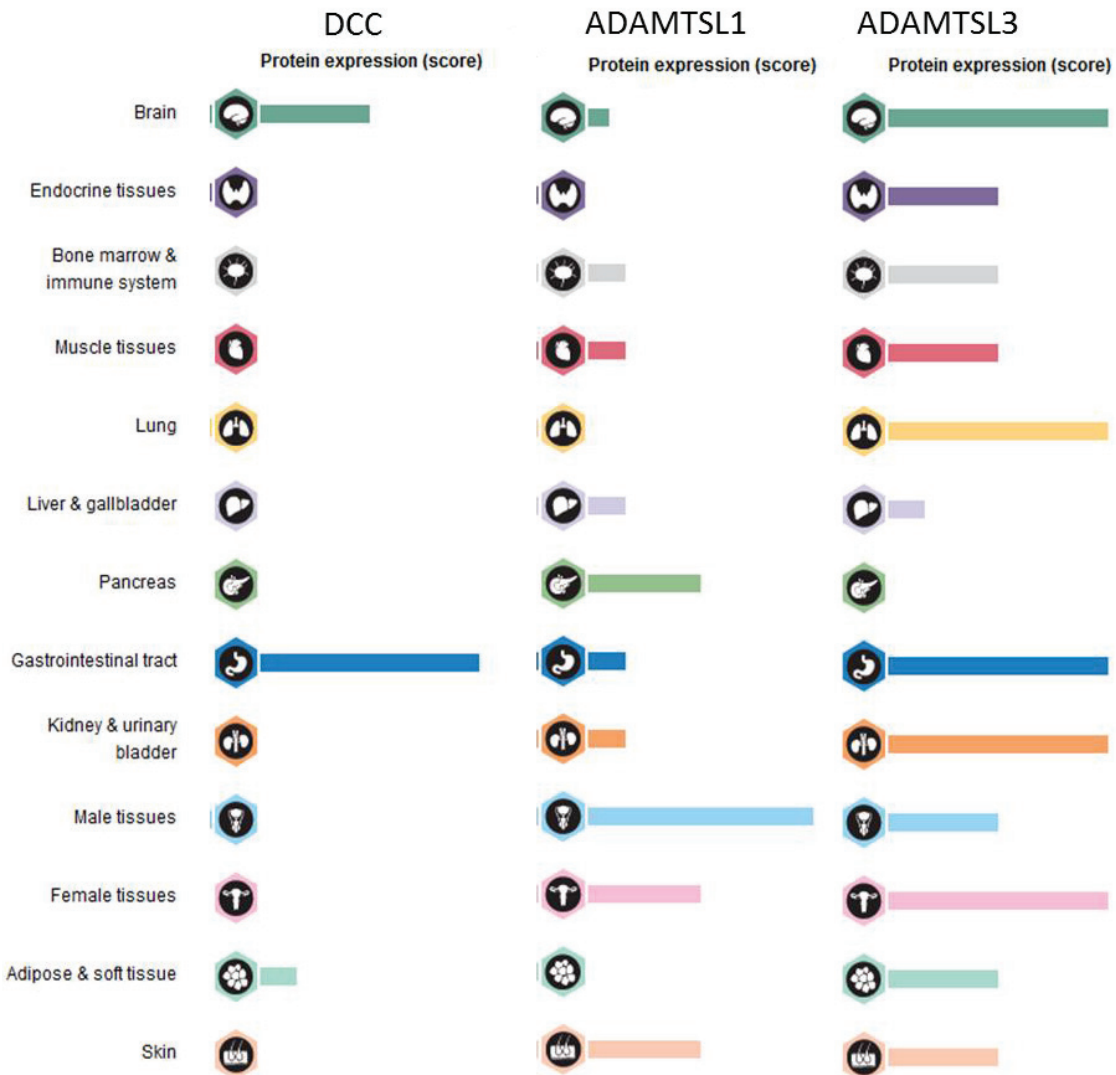 DCC
ADAMTSL1
ADAMTSL3
Protein expression (score)
Protein expression (score)
Protein expression (score)
Brain
Endocrine tissues
Bone marrow &
immune system
Muscle tissues
Lung
Liver & gallbladder
Pancreas
Gastrointestinal tract
Kidney & urinary
bladder
Male tissues
Female tissues
Adipose & soft tissue
Skin